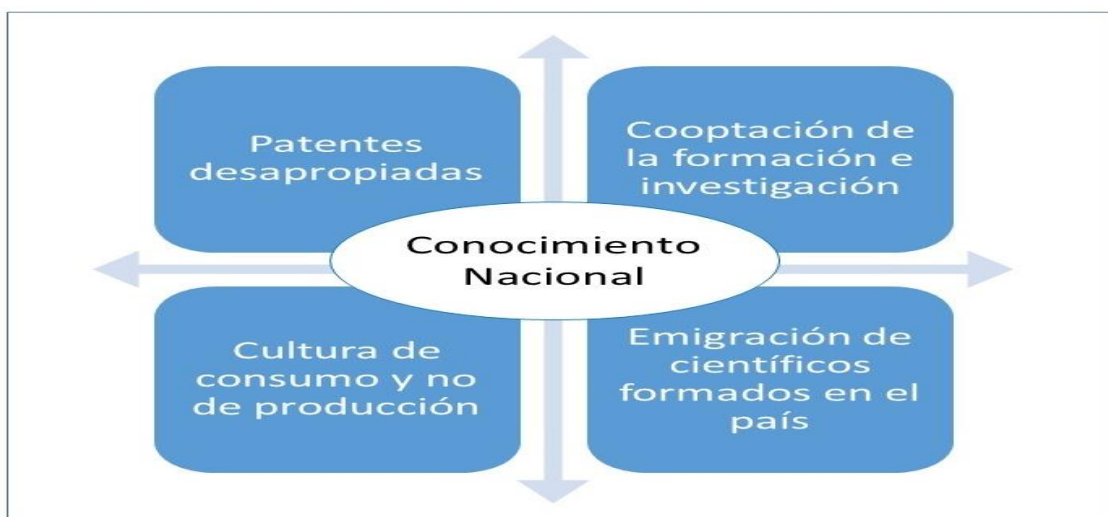 Patentes
desapropiadas
Cooptación de
la formación e
investigación
Conocimiento
Nacional
Cultura de
consumo y no
de producción
Emigración de
científicos
formados en el
país